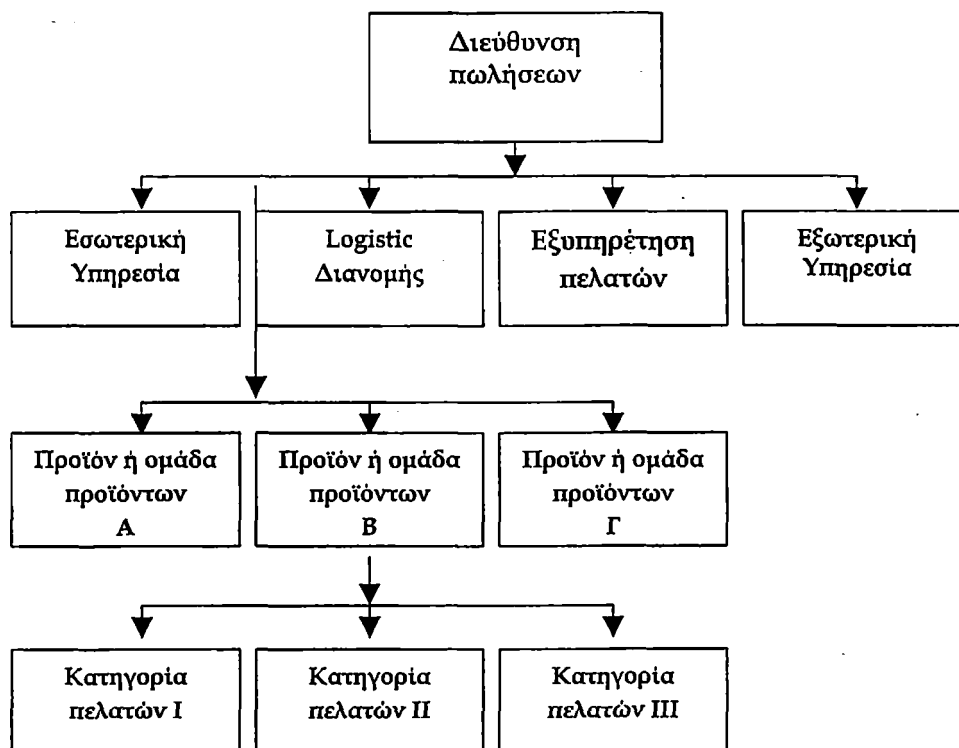 Διεύθυνση
πωλήσεων
Εσωτερική
Υπηρεσία
Logistic
Διανομής
Εξυπηρέτηση
πελατών
Εξωτερική
Υπηρεσία
Προϊόν ή ομάδα
προϊόντων
Α
Προϊόν ή ομάδα
προϊόντων
Β
Προϊόν ή ομάδα
προϊόντων
Γ
Κατηγορία
πελατών Ι
Κατηγορία
πελατών ΙΙ
Κατηγορία
πελατών ΙΙΙ